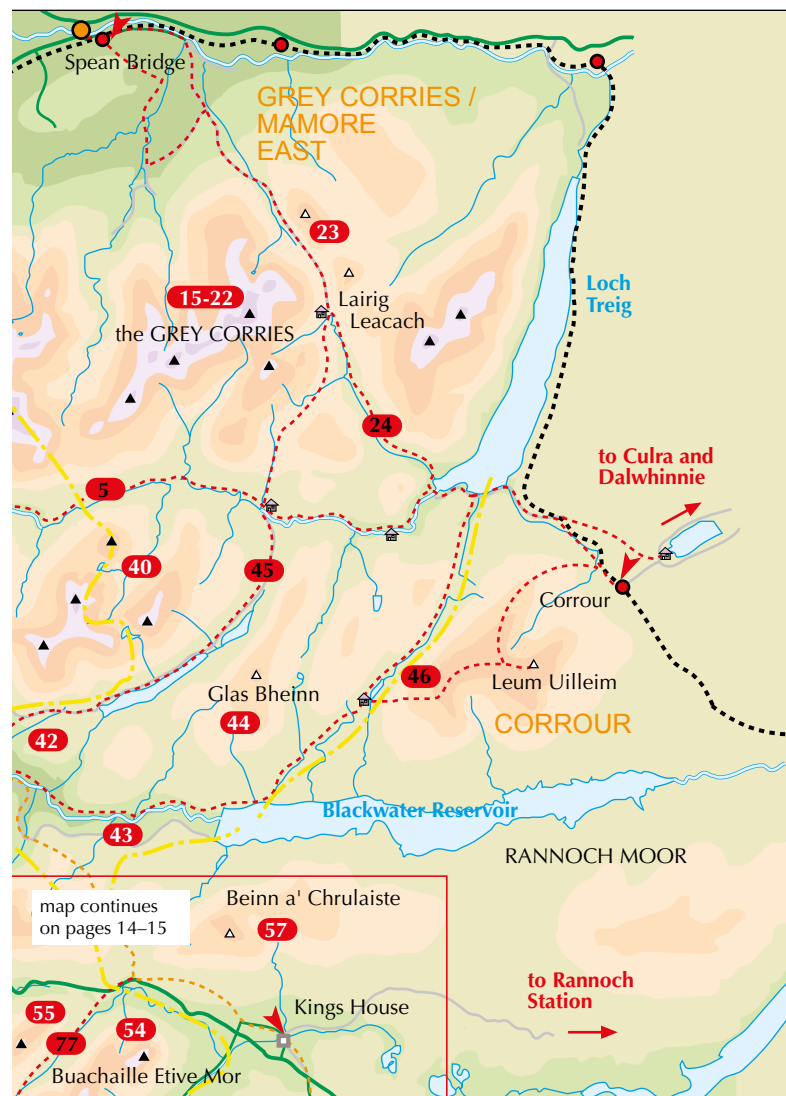 Spean Bridge
GREY CORRIES /
MAMORE
EAST
23
15-22
Lairig
Leacach
the GREY CORRIES
Loch
Treig
24
to Culra and
Dalwhinnie
5
40
45
Corrour
46
Leum Uilleim
Glas Bheinn
44
CORROUR
42
43
Blackwater Reservoir
RANNOCH MOOR
map continues
on pages 14–15
Beinn a' Chrulaiste
57
to Rannoch
Station
Kings House
55
54
77
Buachaille Etive Mor